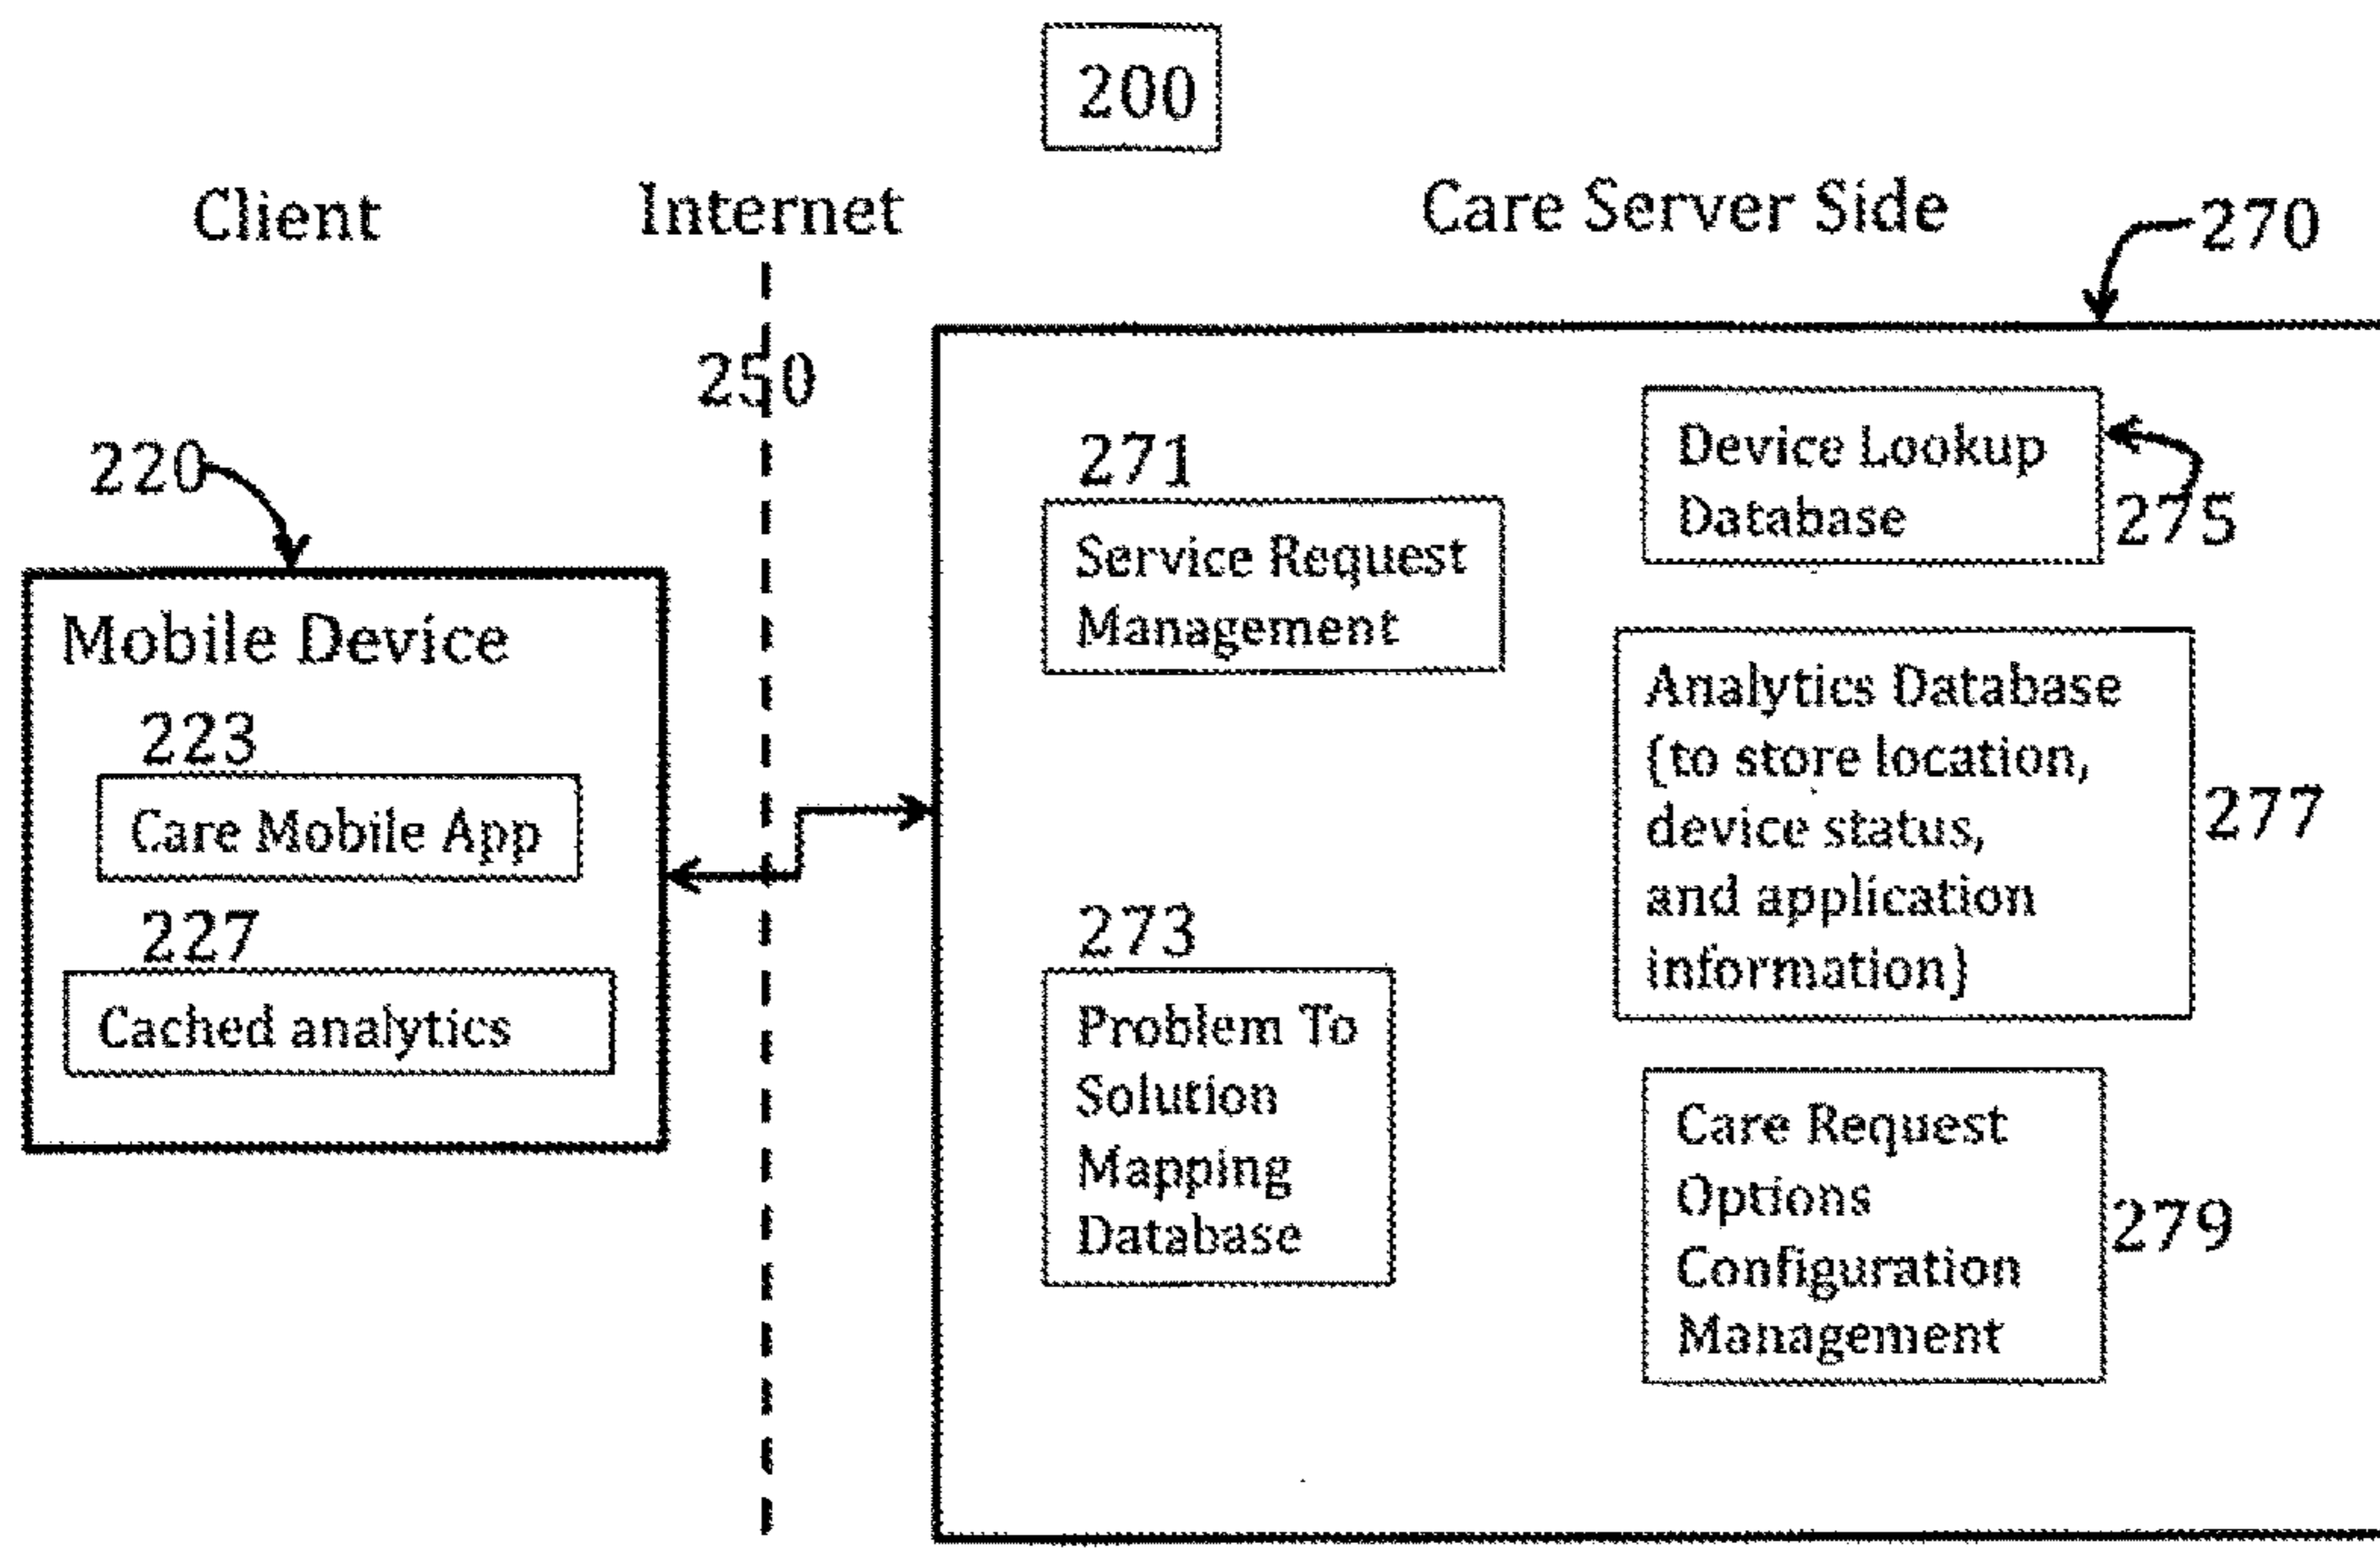 200
Client
Internet
Care Server Side
270
250
220
Mobile Device
223
Care Mobile App
227
Cached analytics
271
Service Request
Management
273
Problem To
Solution
Mapping
Database
Device Lookup
Database
275
Analytics Database
(to store location,
device status,
and application
information)
277
Care Request
Options
Configuration
Management
279